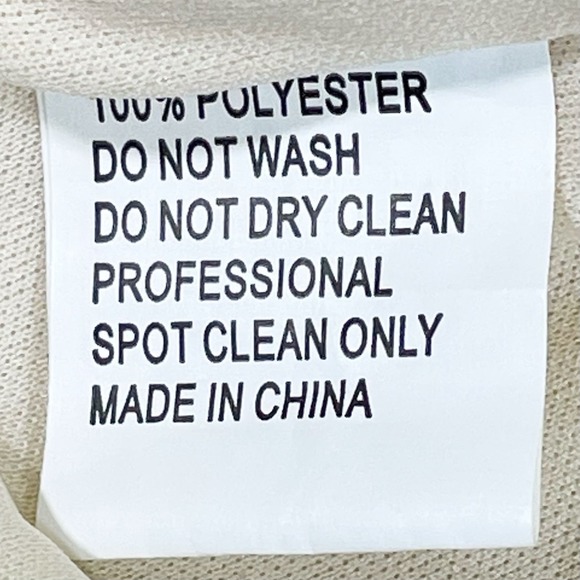 100% POLYESTER
DO NOT WASH
DO NOT DRY CLEAN
PROFESSIONAL
SPOT CLEAN ONLY
MADE IN CHINA